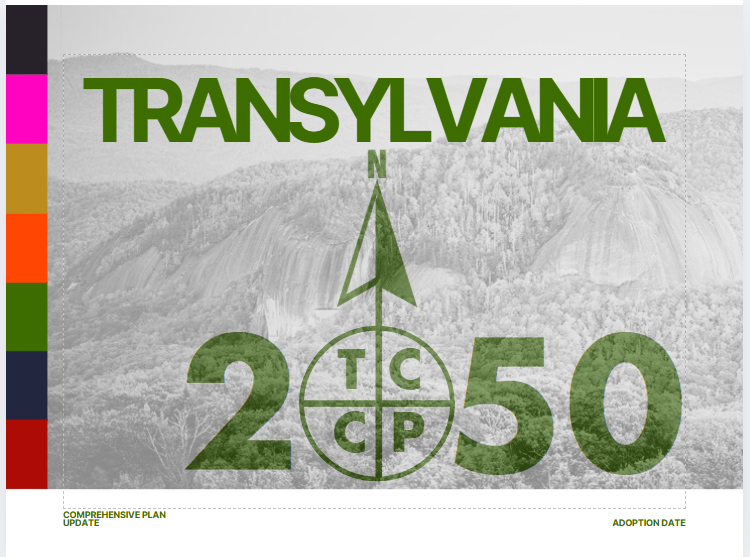 TRANSYLVANIA
N
2050
T C
C P
COMPREHENSIVE PLAN
UPDATE
ADOPTION DATE